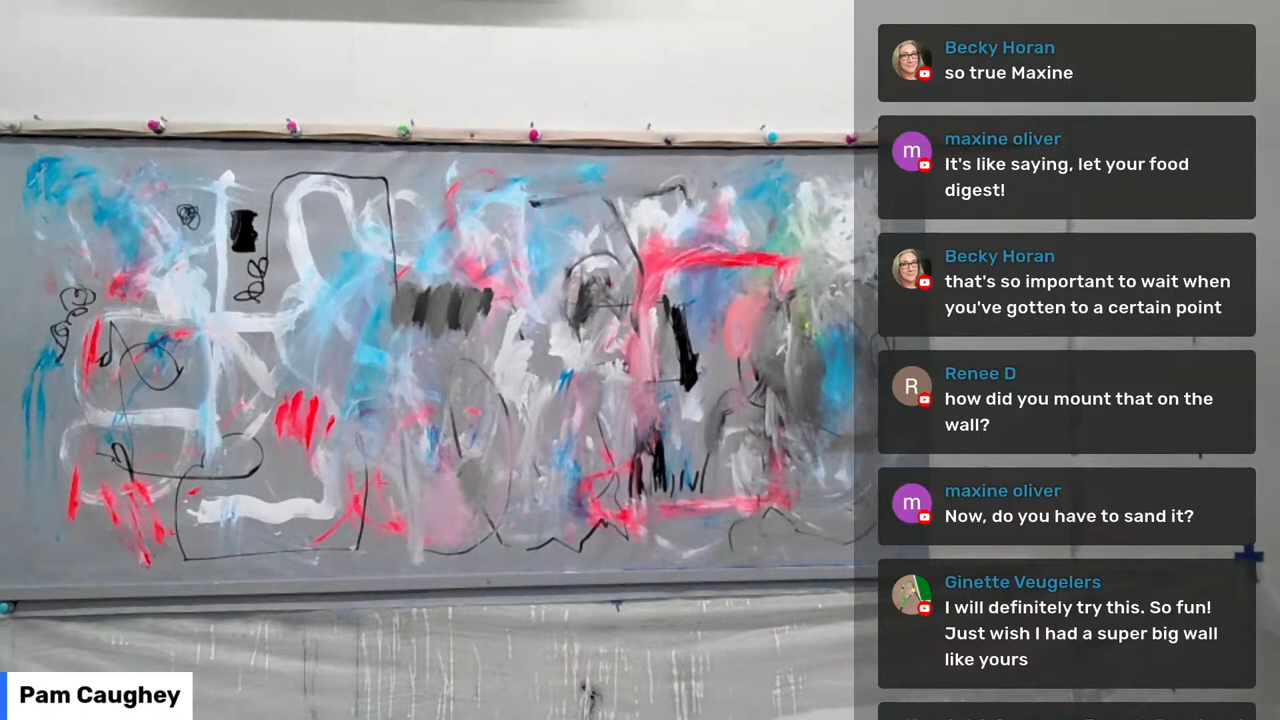 Becky Horan
so true Maxine
m
maxine oliver
It's like saying, let your food
digest!
Becky Horan
that's so important to wait when
you've gotten to a certain point
R
Renee D
how did you mount that on the
wall?
m
maxine oliver
Now, do you have to sand it?
Ginette Veugelers
I will definitely try this. So fun!
Just wish I had a super big wall
like yours
Pam Caughey